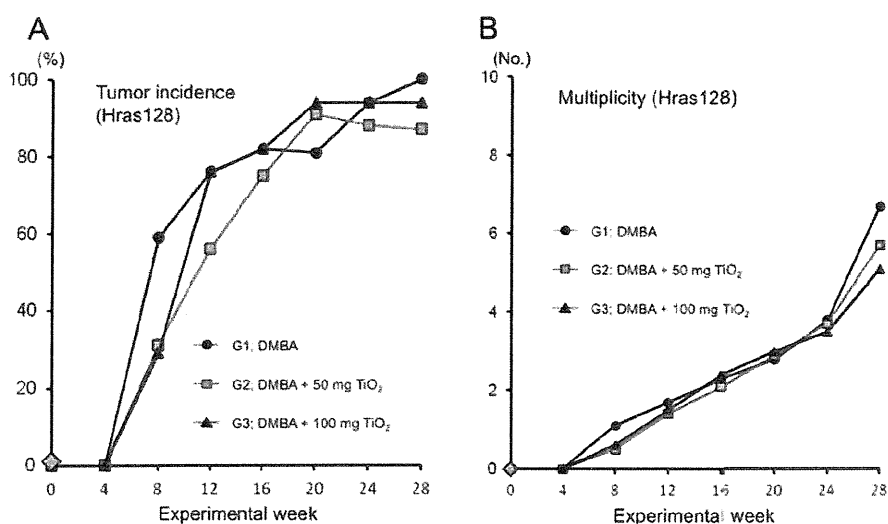 A
(%)
Tumor incidence
(Hras128)
100
80
60
40
20
0
G1; DMBA
G2; DMBA + 50 mg TiO₂
G3; DMBA + 100 mg TiO₂
0 4 8 12 16 20 24 28
Experimental week
B
(No.)
Multiplicity (Hras128)
10
8
6
4
2
0
G1; DMBA
G2; DMBA + 50 mg TiO₂
G3; DMBA + 100 mg TiO₂
0 4 8 12 16 20 24 28
Experimental week